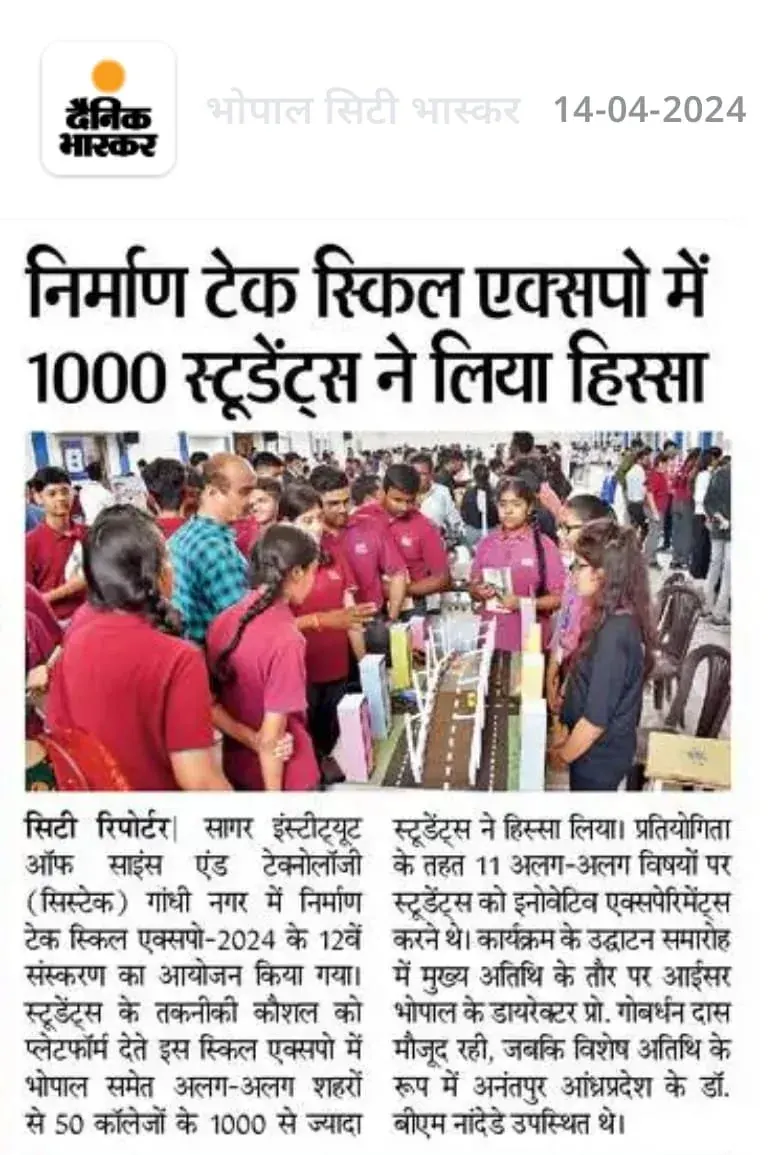 दैनिक
भास्कर
भोपाल सिटी भास्कर 14-04-2024
निर्माण टेक स्किल एक्सपो में
1000 स्टूडेंट्स ने लिया हिस्सा
सिटी रिपोर्टर| सागर इंस्टीट्यूट
ऑफ साइंस एंड टेक्नोलॉजी
(सिस्टेक) गांधी नगर में निर्माण
टेक स्किल एक्सपो-2024 के 12वें
संस्करण का आयोजन किया गया।
स्टूडेंट्स के तकनीकी कौशल को
प्लेटफॉर्म देते इस स्किल एक्सपो में
भोपाल समेत अलग-अलग शहरों
से 50 कॉलेजों के 1000 से ज्यादा
स्टूडेंट्स ने हिस्सा लिया। प्रतियोगिता
के तहत 11 अलग-अलग विषयों पर
स्टूडेंट्स को इनोवेटिव एक्सपेरिमेंट्स
करने थे। कार्यक्रम के उद्घाटन समारोह
में मुख्य अतिथि के तौर पर आईसर
भोपाल के डायरेक्टर प्रो. गोबर्धन दास
मौजूद रही, जबकि विशेष अतिथि के
रूप में अनंतपुर आंध्रप्रदेश के डॉ.
बीएम नांदेडे उपस्थित थे।